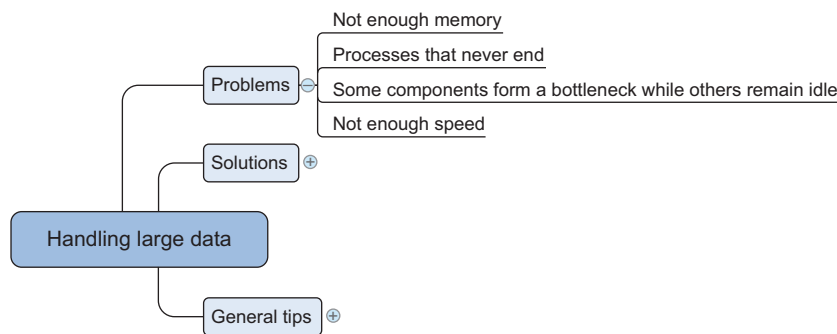 Not enough memory
Processes that never end
Problems
Some components form a bottleneck while others remain idle
Not enough speed
Solutions
Handling large data
General tips